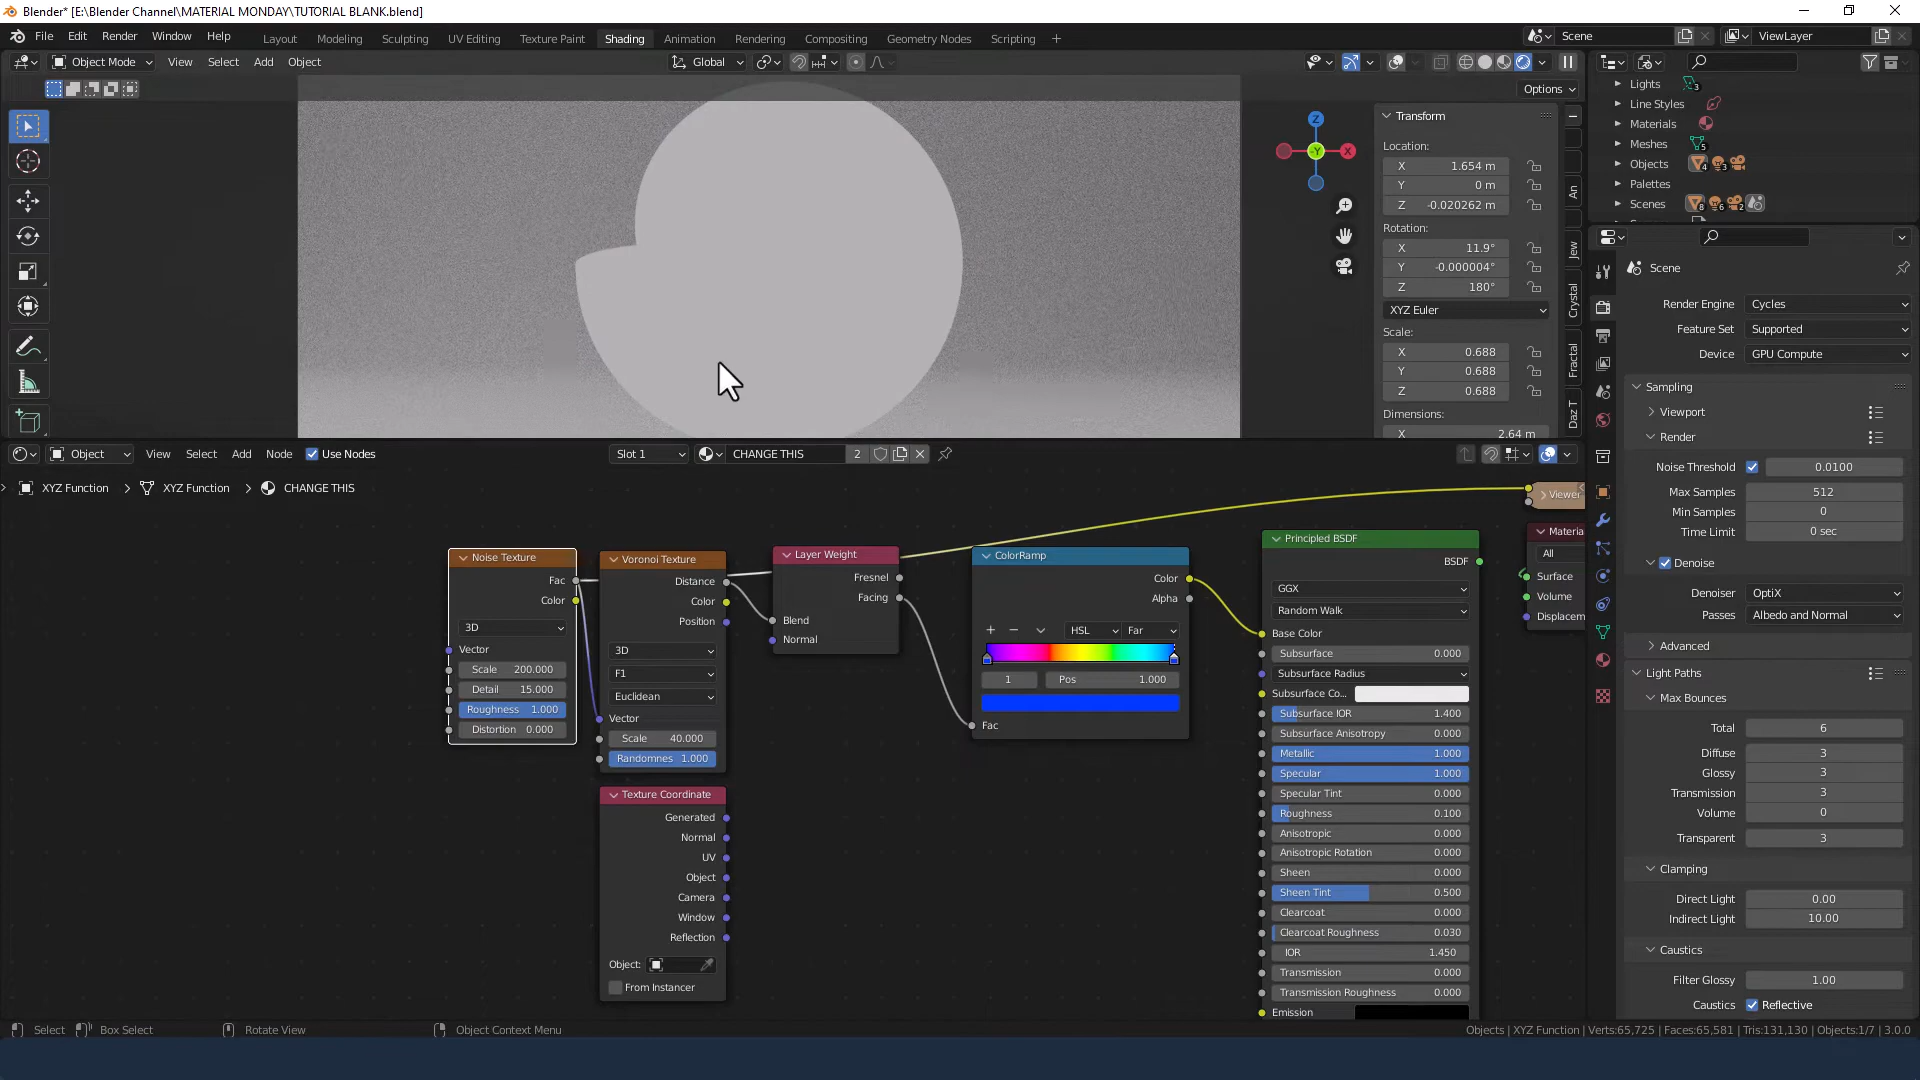 Blender* [E:\Blender Channel\MATERIAL MONDAY\TUTORIAL BLANK.blend]
File Edit Render Window Help
Layout Modeling Sculpting UV Editing Texture Paint Shading Animation Rendering Compositing Geometry Nodes Scripting +
Scene
ViewLayer
Object Mode View Select Add Object
Global
Options
Transform
Location:
X 1.654 m
Y 0 m
Z -0.020262 m
Rotation:
X 11.9°
Y -0.000004°
Z 180°
XYZ Euler
Scale:
X 0.688
Y 0.688
Z 0.688
Dimensions:
X 2.64 m
Z
-Y
X
An
Jew
Crystal
Fractal
Daz T
Lights 3
Line Styles
Materials
Meshes 5
Objects 4 3
Palettes
Scenes 8 6 2
Scene
Render Engine Cycles
Feature Set Supported
Device GPU Compute
Sampling
Viewport
Render
Noise Threshold 0.0100
Max Samples 512
Min Samples 0
Time Limit 0 sec
Denoise
Denoiser OptiX
Passes Albedo and Normal
Advanced
Light Paths
Max Bounces
Total 6
Diffuse 3
Glossy 3
Transmission 3
Volume 0
Transparent 3
Clamping
Direct Light 0.00
Indirect Light 10.00
Caustics
Filter Glossy 1.00
Caustics Reflective
Object View Select Add Node Use Nodes
Slot 1
CHANGE THIS 2
XYZ Function > XYZ Function > CHANGE THIS
Noise Texture
Fac
Color
3D
Vector
Scale 200.000
Detail 15.000
Roughness 1.000
Distortion 0.000
Voronoi Texture
Distance
Color
Position
3D
F1
Euclidean
Vector
Scale 40.000
Randomnes 1.000
Texture Coordinate
Generated
Normal
UV
Object
Camera
Window
Reflection
Object:
From Instancer
Layer Weight
Fresnel
Facing
Blend
Normal
ColorRamp
Color
Alpha
+ − HSL Far
1 Pos 1.000
Fac
Principled BSDF
BSDF
GGX
Random Walk
Base Color
Subsurface 0.000
Subsurface Radius
Subsurface Co...
Subsurface IOR 1.400
Subsurface Anisotropy 0.000
Metallic 1.000
Specular 1.000
Specular Tint 0.000
Roughness 0.100
Anisotropic 0.000
Anisotropic Rotation 0.000
Sheen 0.000
Sheen Tint 0.500
Clearcoat 0.000
Clearcoat Roughness 0.030
IOR 1.450
Transmission 0.000
Transmission Roughness 0.000
Emission
Viewer
Materia
All
Surface
Volume
Displacem
Select Box Select Rotate View Object Context Menu
Objects | XYZ Function | Verts:65,725 | Faces:65,581 | Tris:131,130 | Objects:1/7 | 3.0.0